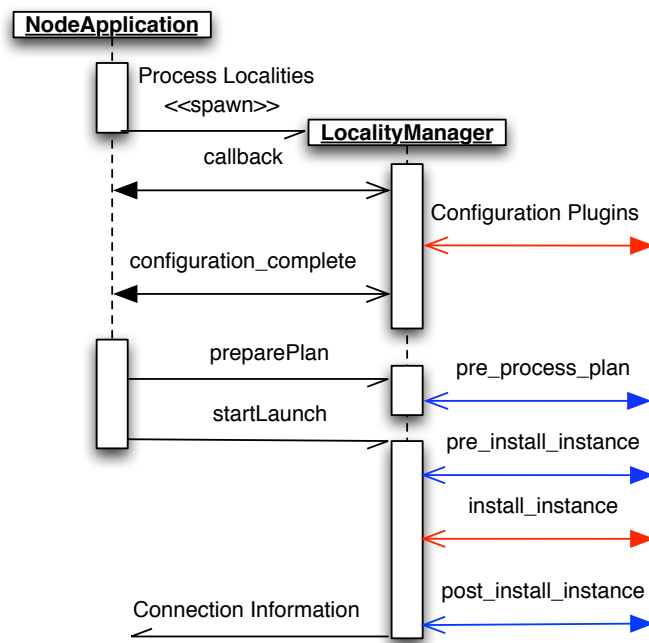 NodeApplication
Process Localities
<<spawn>>
LocalityManager
callback
Configuration Plugins
configuration_complete
preparePlan
pre_process_plan
startLaunch
pre_install_instance
install_instance
post_install_instance
Connection Information